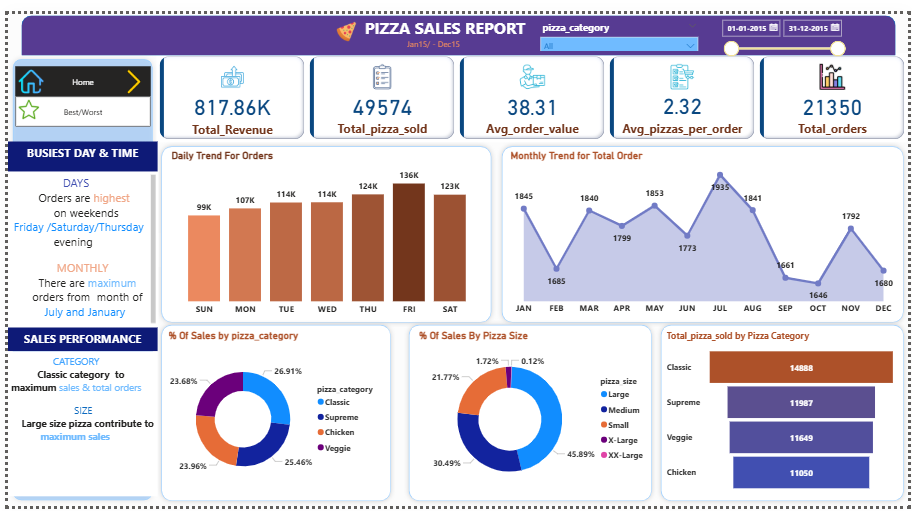 PIZZA SALES REPORT
Jan15/ - Dec15
pizza_category
All
01-01-2015
31-12-2015
Home
Best/Worst
817.86K
Total_Revenue
49574
Total_pizza_sold
38.31
Avg_order_value
2.32
Avg_pizzas_per_order
21350
Total_orders
BUSIEST DAY & TIME
DAYS
Orders are highest
on weekends
Friday /Saturday/Thursday
evening
MONTHLY
There are maximum
orders from month of
July and January
SALES PERFORMANCE
CATEGORY
Classic category to
maximum sales & total orders
SIZE
Large size pizza contribute to
maximum sales
Daily Trend For Orders
99K
107K
114K
114K
124K
136K
123K
SUN
MON
TUE
WED
THU
FRI
SAT
Monthly Trend for Total Order
1845
1685
1840
1799
1853
1773
1935
1841
1661
1646
1792
1680
JAN
FEB
MAR
APR
MAY
JUN
JUL
AUG
SEP
OCT
NOV
DEC
% Of Sales by pizza_category
26.91%
25.46%
23.96%
23.68%
pizza_category
Classic
Supreme
Chicken
Veggie
% Of Sales By Pizza Size
1.72%
0.12%
21.77%
30.49%
45.89%
pizza_size
Large
Medium
Small
X-Large
XX-Large
Total_pizza_sold by Pizza Category
Classic
14888
Supreme
11987
Veggie
11649
Chicken
11050